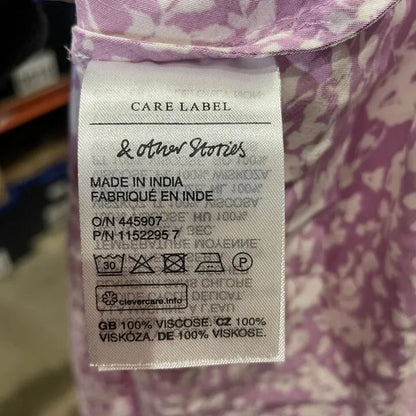 CARE LABEL
& other Stories
MADE IN INDIA
FABRIQUÉ EN INDE
O/N 445907
P/N 1152295 7
30 P
clevercare.info
GB 100% VISCOSE. CZ 100%
VISKÓZA. DE 100% VISKOSE.